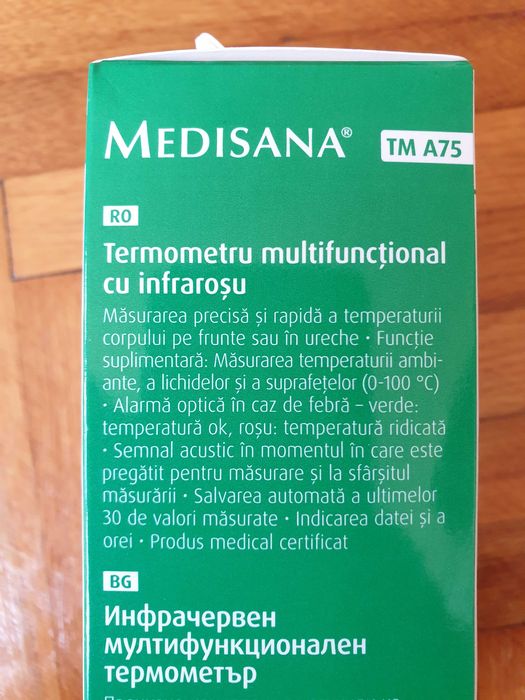 MEDISANA®
TM A75
RO
Termometru multifuncțional
cu infraroșu
Măsurarea precisă și rapidă a temperaturii
corpului pe frunte sau în ureche • Funcție
suplimentară: Măsurarea temperaturii ambi-
ante, a lichidelor și a suprafețelor (0-100 °C)
• Alarmă optică în caz de febră – verde:
temperatură ok, roșu: temperatură ridicată
• Semnal acustic în momentul în care este
pregătit pentru măsurare și la sfârșitul
măsurării • Salvarea automată a ultimelor
30 de valori măsurate • Indicarea datei și a
orei • Produs medical certificat
BG
Инфрачервен
мултифункционален
термометър